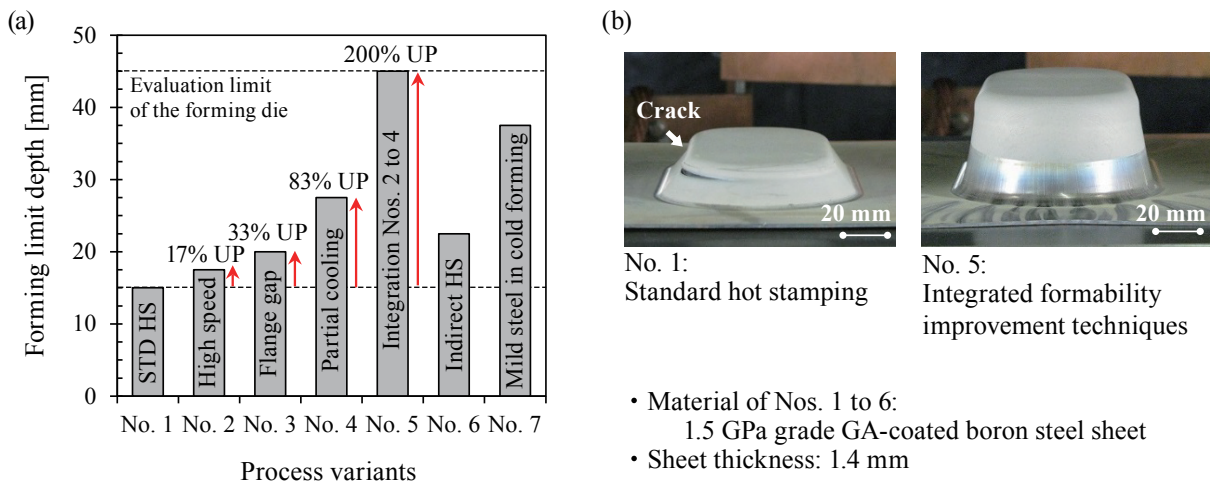 (a)
Forming limit depth [mm]
50
40
30
20
10
0
Evaluation limit
of the forming die
17% UP
33% UP
83% UP
200% UP
STD HS
High speed
Flange gap
Partial cooling
Integration Nos. 2 to 4
Indirect HS
Mild steel in cold forming
No. 1 No. 2 No. 3 No. 4 No. 5 No. 6 No. 7
Process variants
(b)
Crack
20 mm
20 mm
No. 1:
Standard hot stamping
No. 5:
Integrated formability
improvement techniques
・Material of Nos. 1 to 6:
1.5 GPa grade GA-coated boron steel sheet
・Sheet thickness: 1.4 mm